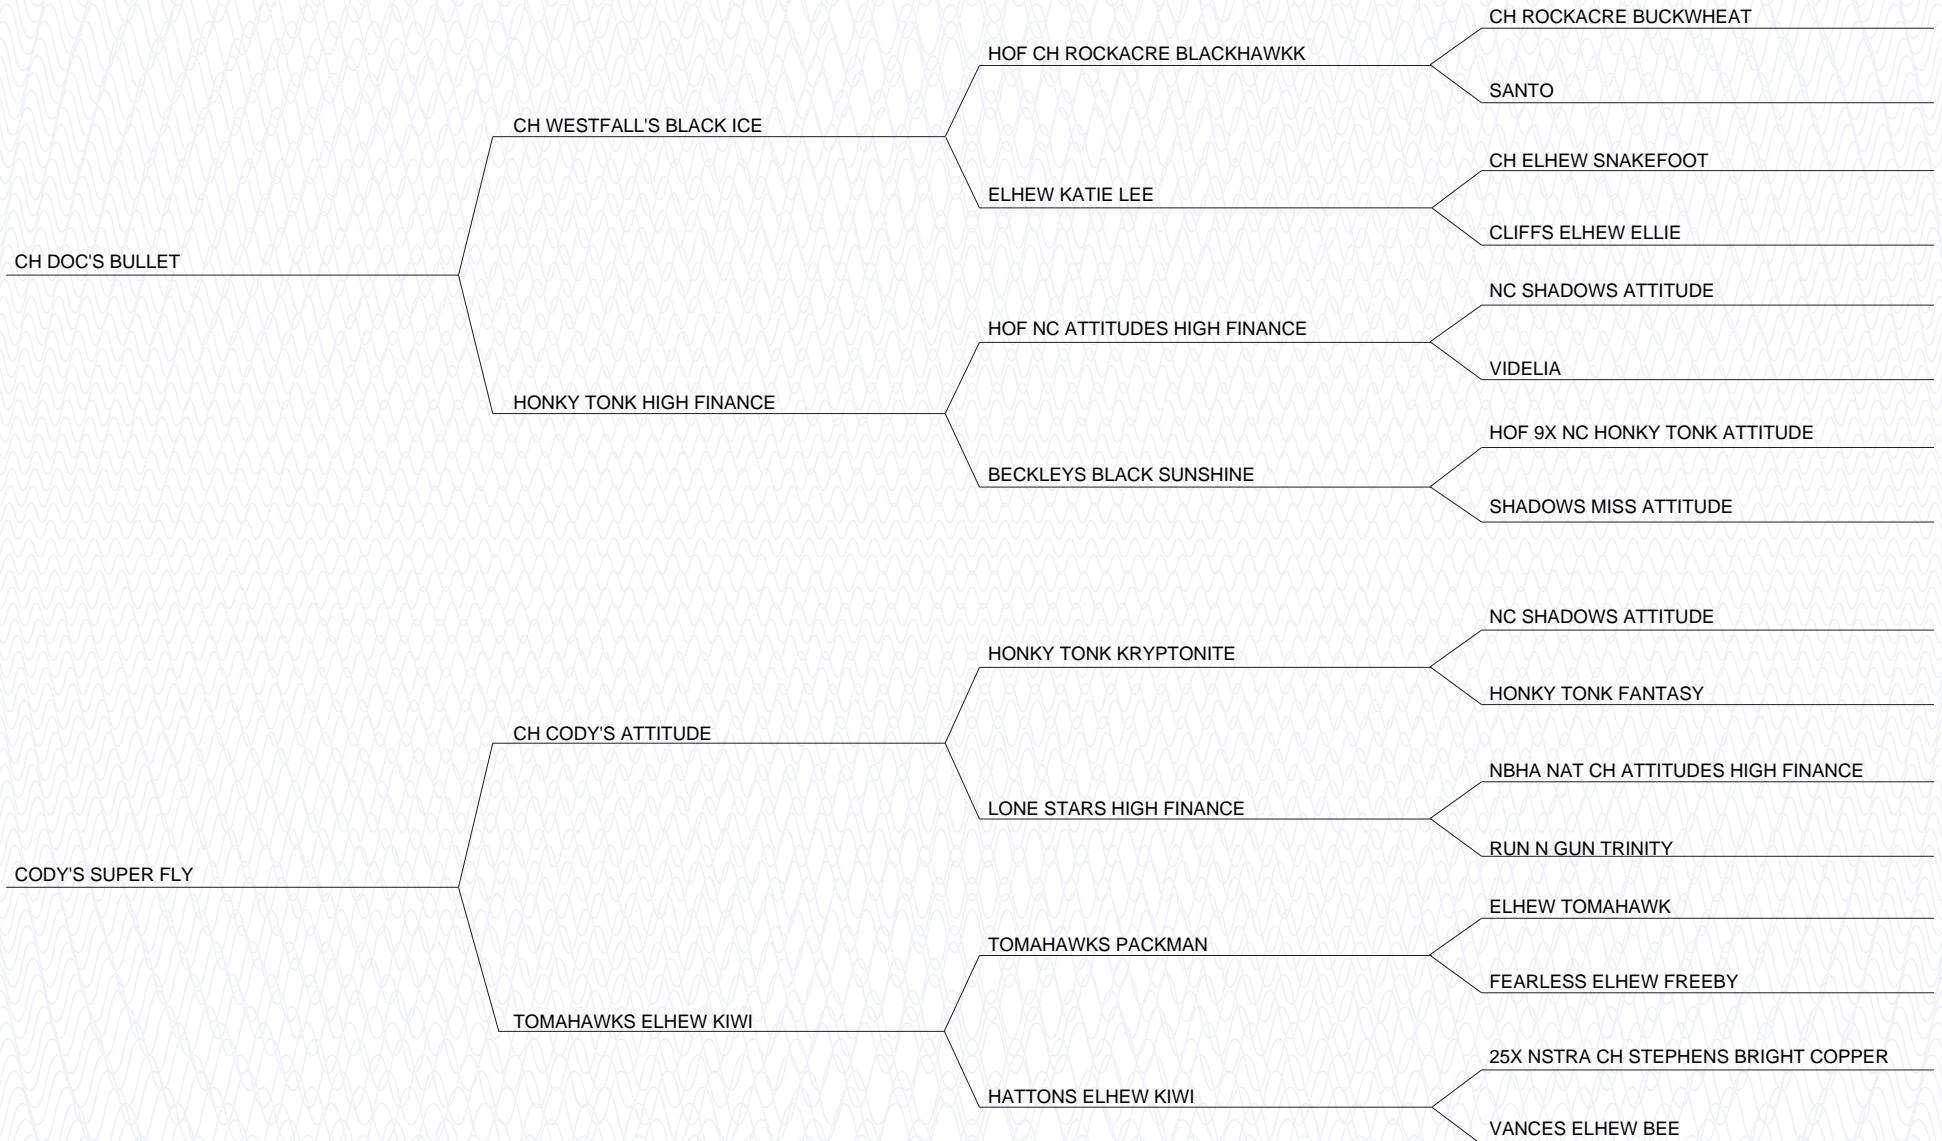 CH ROCKACRE BUCKWHEAT
HOF CH ROCKACRE BLACKHAWKK
SANTO
CH WESTFALL'S BLACK ICE
CH ELHEW SNAKEFOOT
ELHEW KATIE LEE
CLIFFS ELHEW ELLIE
CH DOC'S BULLET
NC SHADOWS ATTITUDE
HOF NC ATTITUDES HIGH FINANCE
VIDELIA
HONKY TONK HIGH FINANCE
HOF 9X NC HONKY TONK ATTITUDE
BECKLEYS BLACK SUNSHINE
SHADOWS MISS ATTITUDE
NC SHADOWS ATTITUDE
HONKY TONK KRYPTONITE
HONKY TONK FANTASY
CH CODY'S ATTITUDE
NBHA NAT CH ATTITUDES HIGH FINANCE
LONE STARS HIGH FINANCE
RUN N GUN TRINITY
CODY'S SUPER FLY
ELHEW TOMAHAWK
TOMAHAWKS PACKMAN
FEARLESS ELHEW FREEBY
TOMAHAWKS ELHEW KIWI
25X NSTRA CH STEPHENS BRIGHT COPPER
HATTONS ELHEW KIWI
VANCES ELHEW BEE